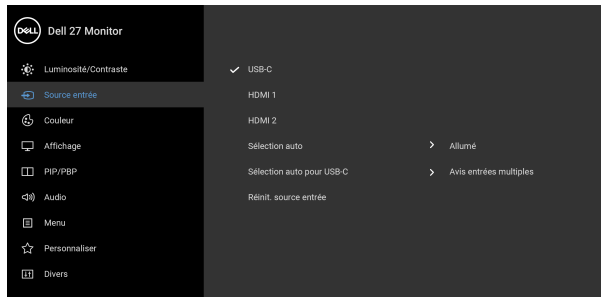 DELL Dell 27 Monitor
Luminosité/Contraste
USB-C
Source entrée
HDMI 1
Couleur
HDMI 2
Affichage
Sélection auto
Allumé
PIP/PBP
Sélection auto pour USB-C
Avis entrées multiples
Audio
Réinit. source entrée
Menu
Personnaliser
Divers